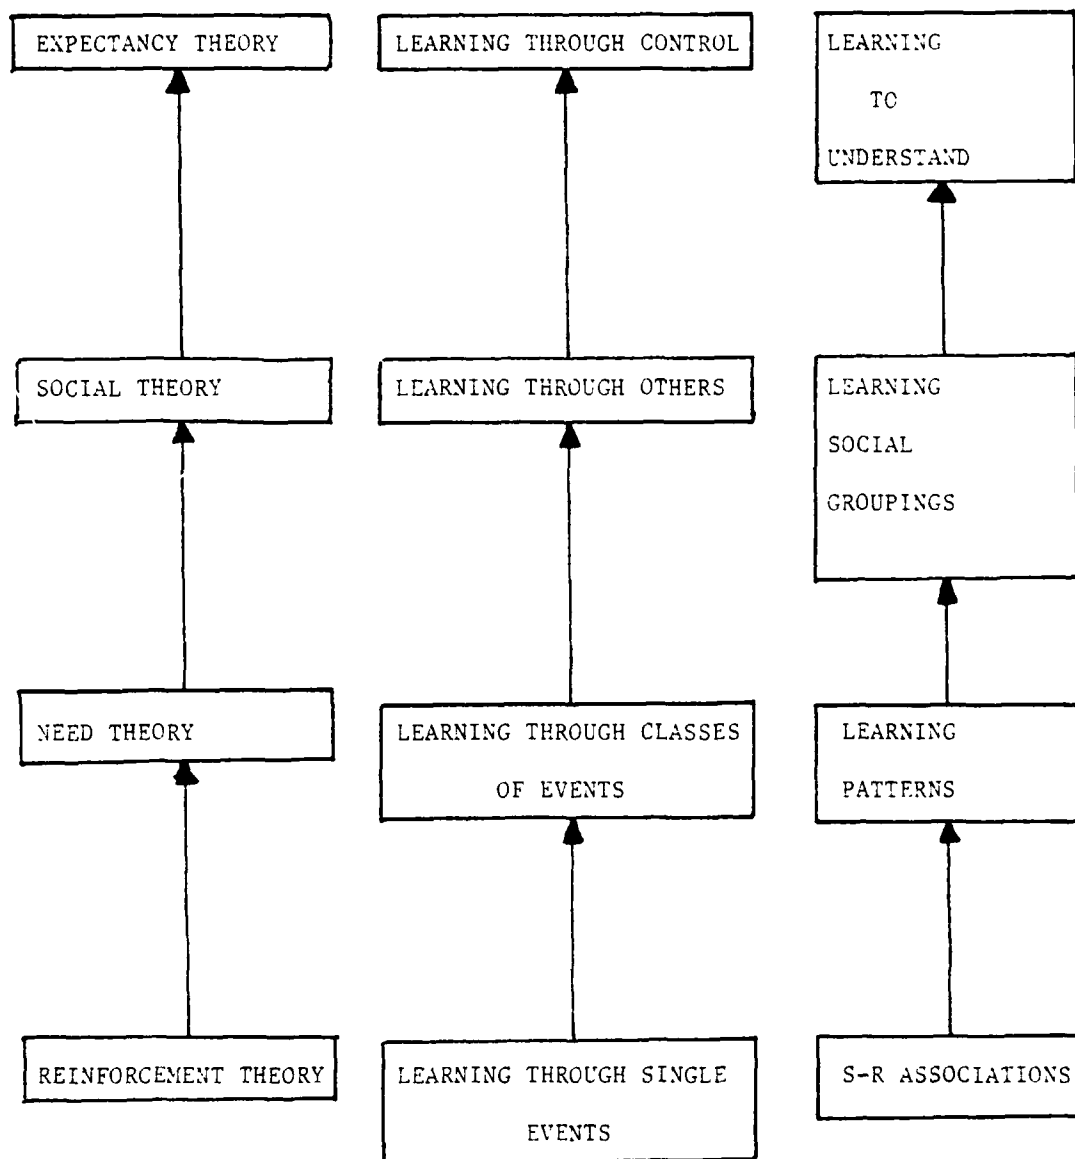 EXPECTANCY THEORY
LEARNING THROUGH CONTROL
LEARNING
TO
UNDERSTAND
SOCIAL THEORY
LEARNING THROUGH OTHERS
LEARNING
SOCIAL
GROUPINGS
NEED THEORY
LEARNING THROUGH CLASSES
OF EVENTS
LEARNING
PATTERNS
REINFORCEMENT THEORY
LEARNING THROUGH SINGLE
EVENTS
S-R ASSOCIATIONS